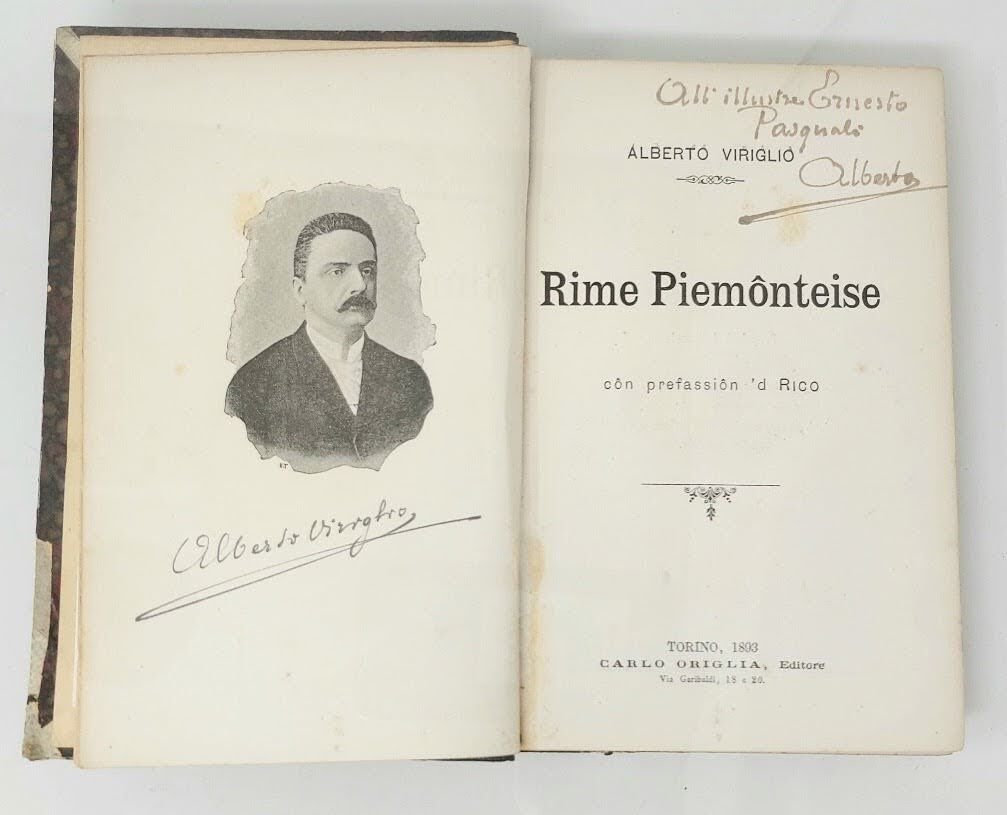 Alberto Viriglio
All' illustre Ernesto
Pasquali
Alberto
ALBERTO VIRIGLIO
Rime Piemônteise
côn prefassiôn 'd RICO
TORINO, 1893
CARLO ORIGLIA, Editore
Via Garibaldi, 18 e 20.